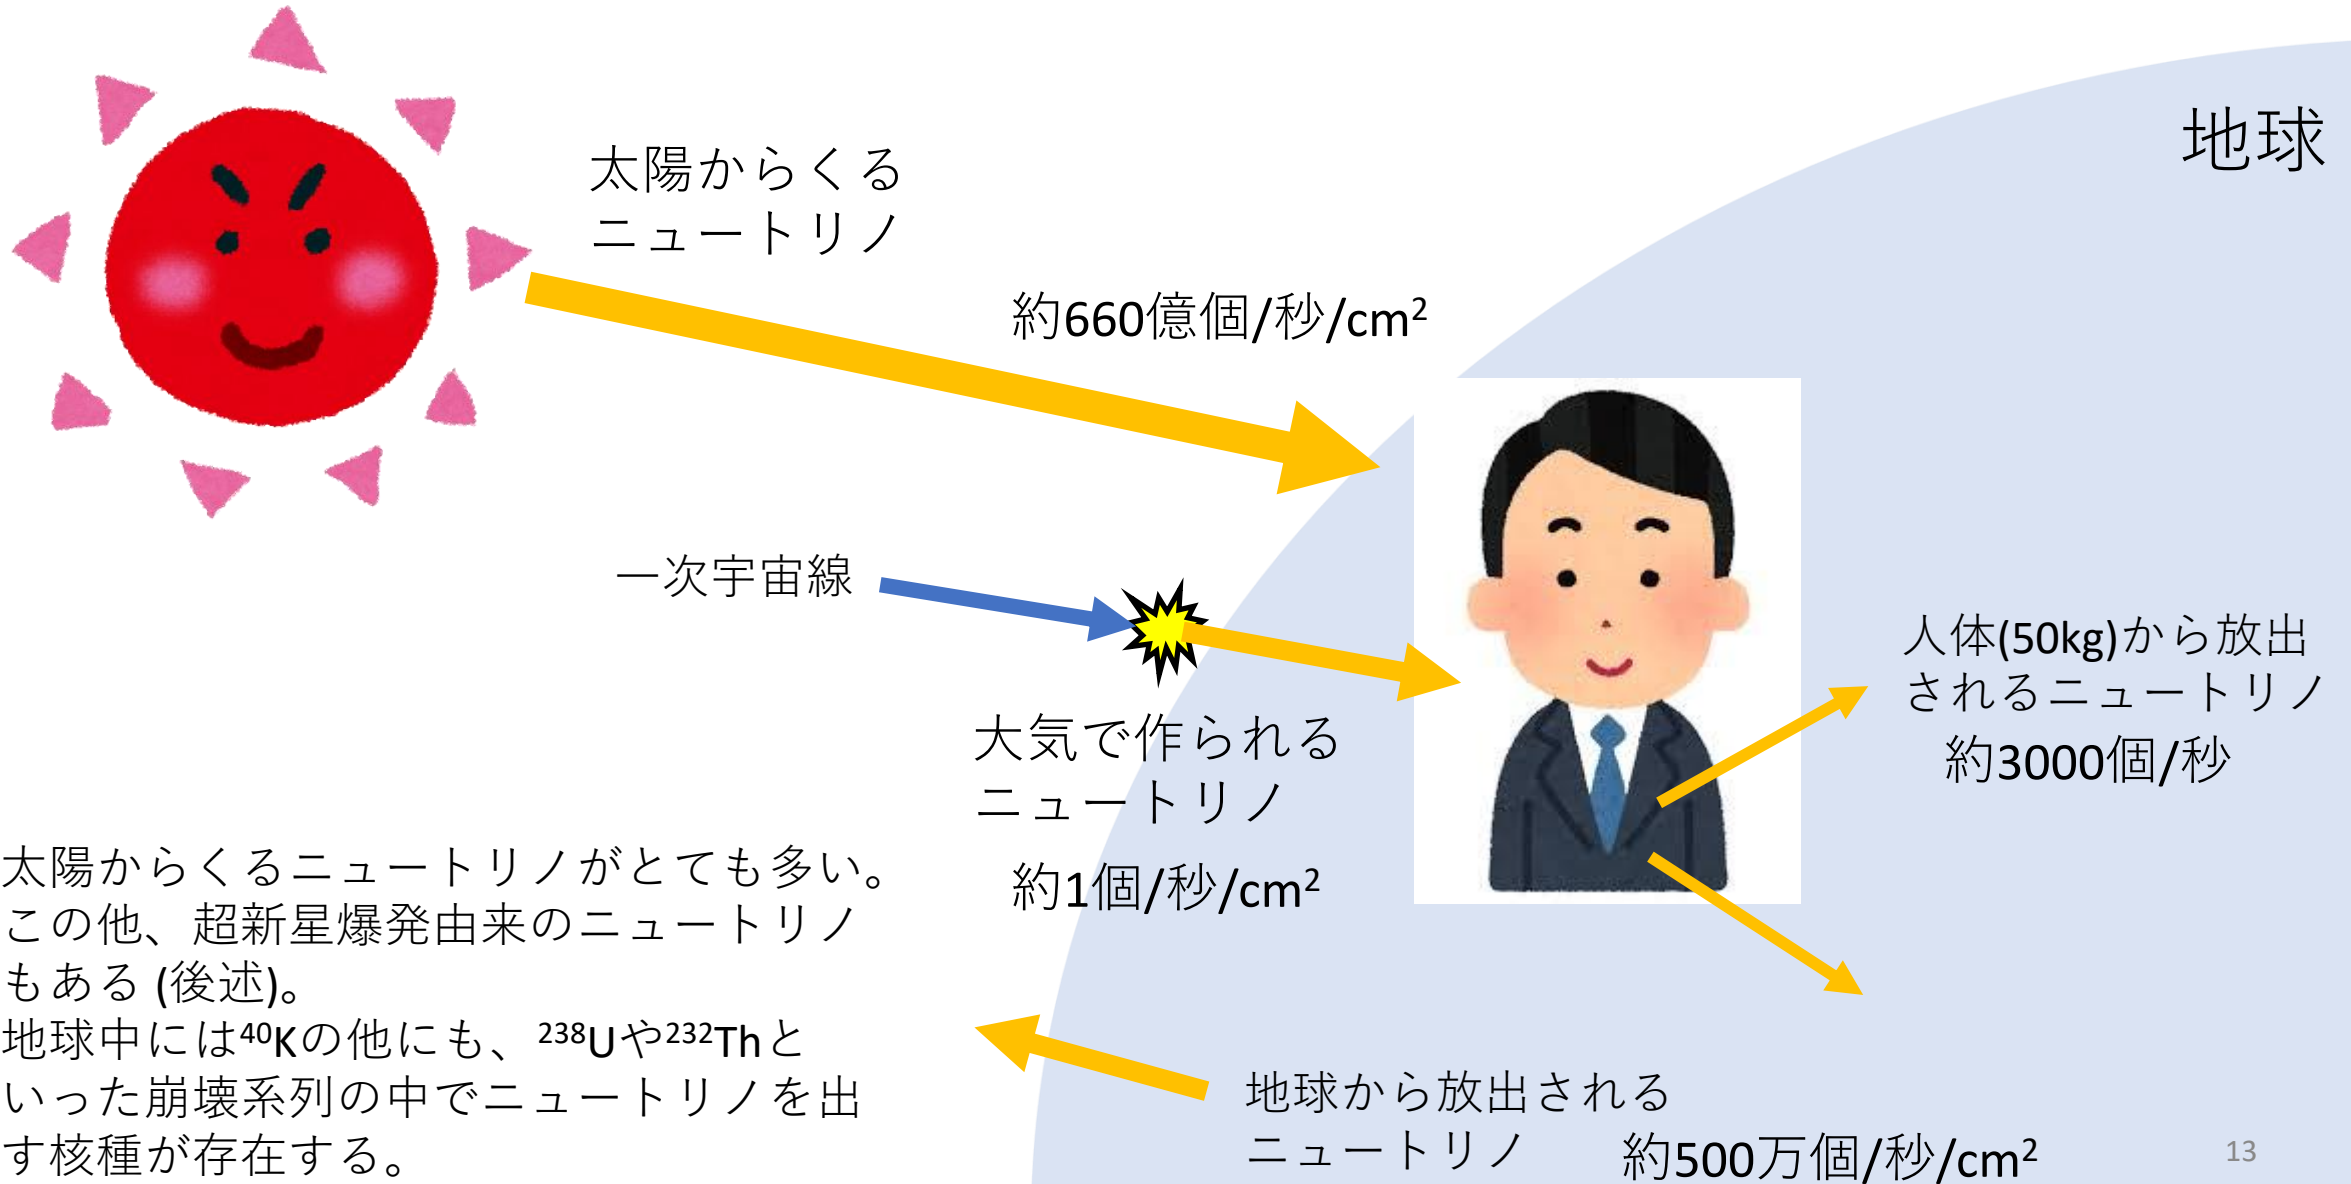 地球
太陽からくる
ニュートリノ
約660億個/秒/cm²
一次宇宙線
人体(50kg)から放出
されるニュートリノ
約3000個/秒
大気で作られる
ニュートリノ
約1個/秒/cm²
太陽からくるニュートリノがとても多い。
この他、超新星爆発由来のニュートリノ
もある (後述)。
地球中には⁴⁰Kの他にも、²³⁸Uや²³²Thと
いった崩壊系列の中でニュートリノを出
す核種が存在する。
地球から放出される
ニュートリノ 約500万個/秒/cm²
13